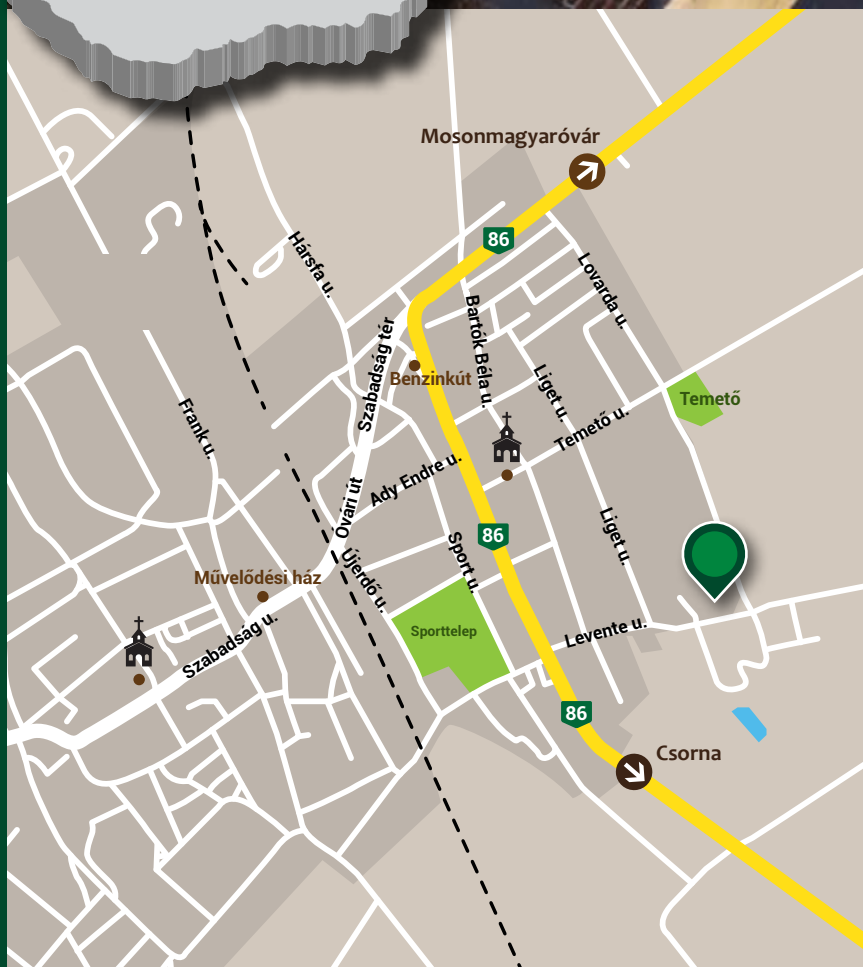 Mosonmagyaróvár
86
Hársfa u.
Lovarda u.
Bartók Béla u.
Szabadság tér
Benzinkút
Liget u.
Temető
Frank u.
Temető u.
Ady Endre u.
Óvári út
86
Liget u.
Sport u.
Újerdő u.
Művelődési ház
Szabadság u.
Sporttelep
Levente u.
86
Csorna